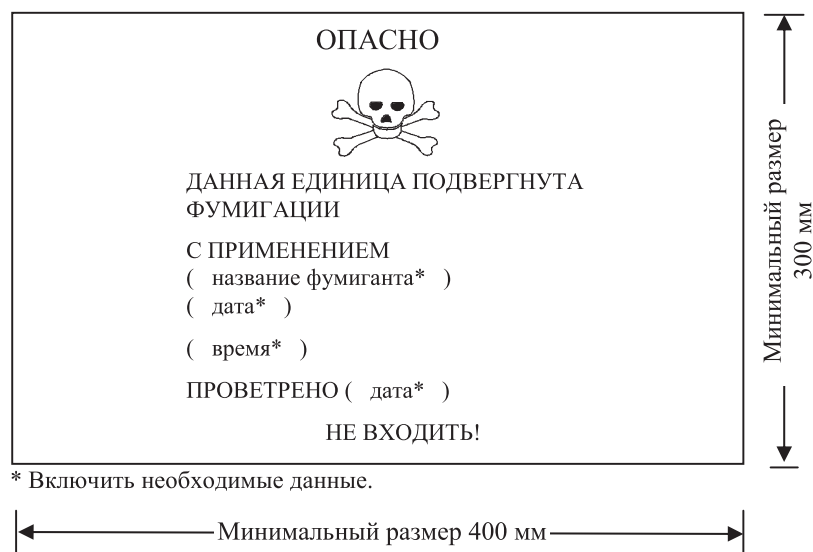 ОПАСНО
ДАННАЯ ЕДИНИЦА ПОДВЕРГНУТА
ФУМИГАЦИИ
С ПРИМЕНЕНИЕМ
( название фумиганта* )
( дата* )
( время* )
ПРОВЕТРЕНО ( дата* )
НЕ ВХОДИТЬ!
* Включить необходимые данные.
Минимальный размер 400 мм
Минимальный размер
300 мм